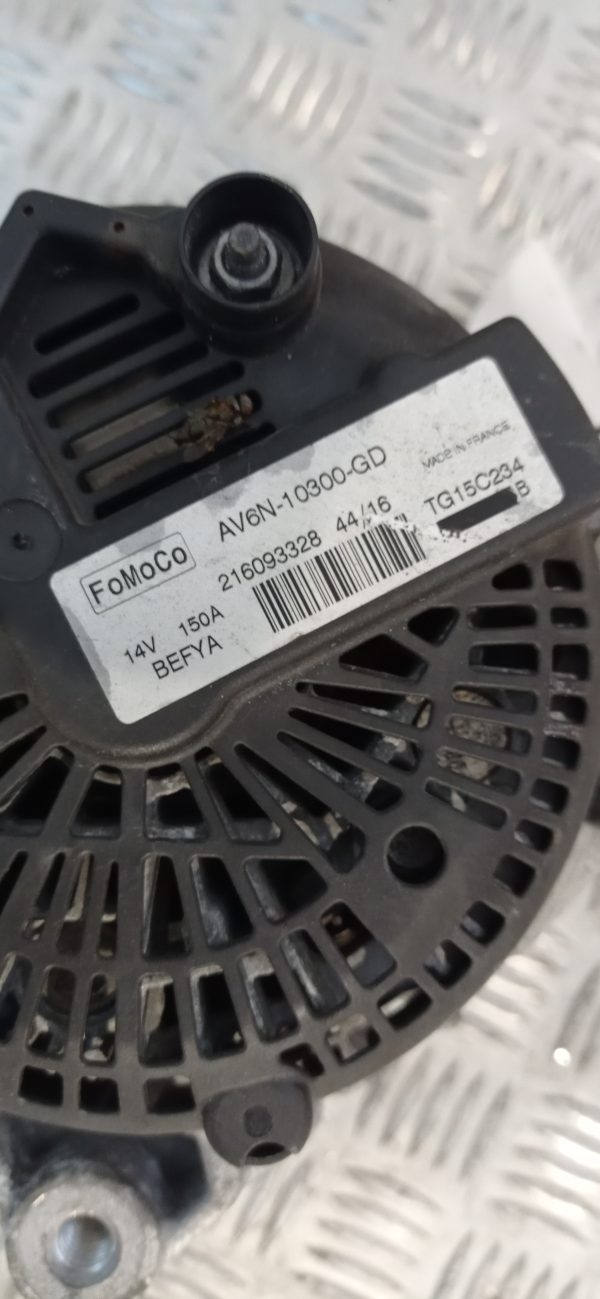 FoMoCo AV6N-10300-GD MADE IN FRANCE
216093328 44/16 TG15C234
14V 150A B
BEFYA